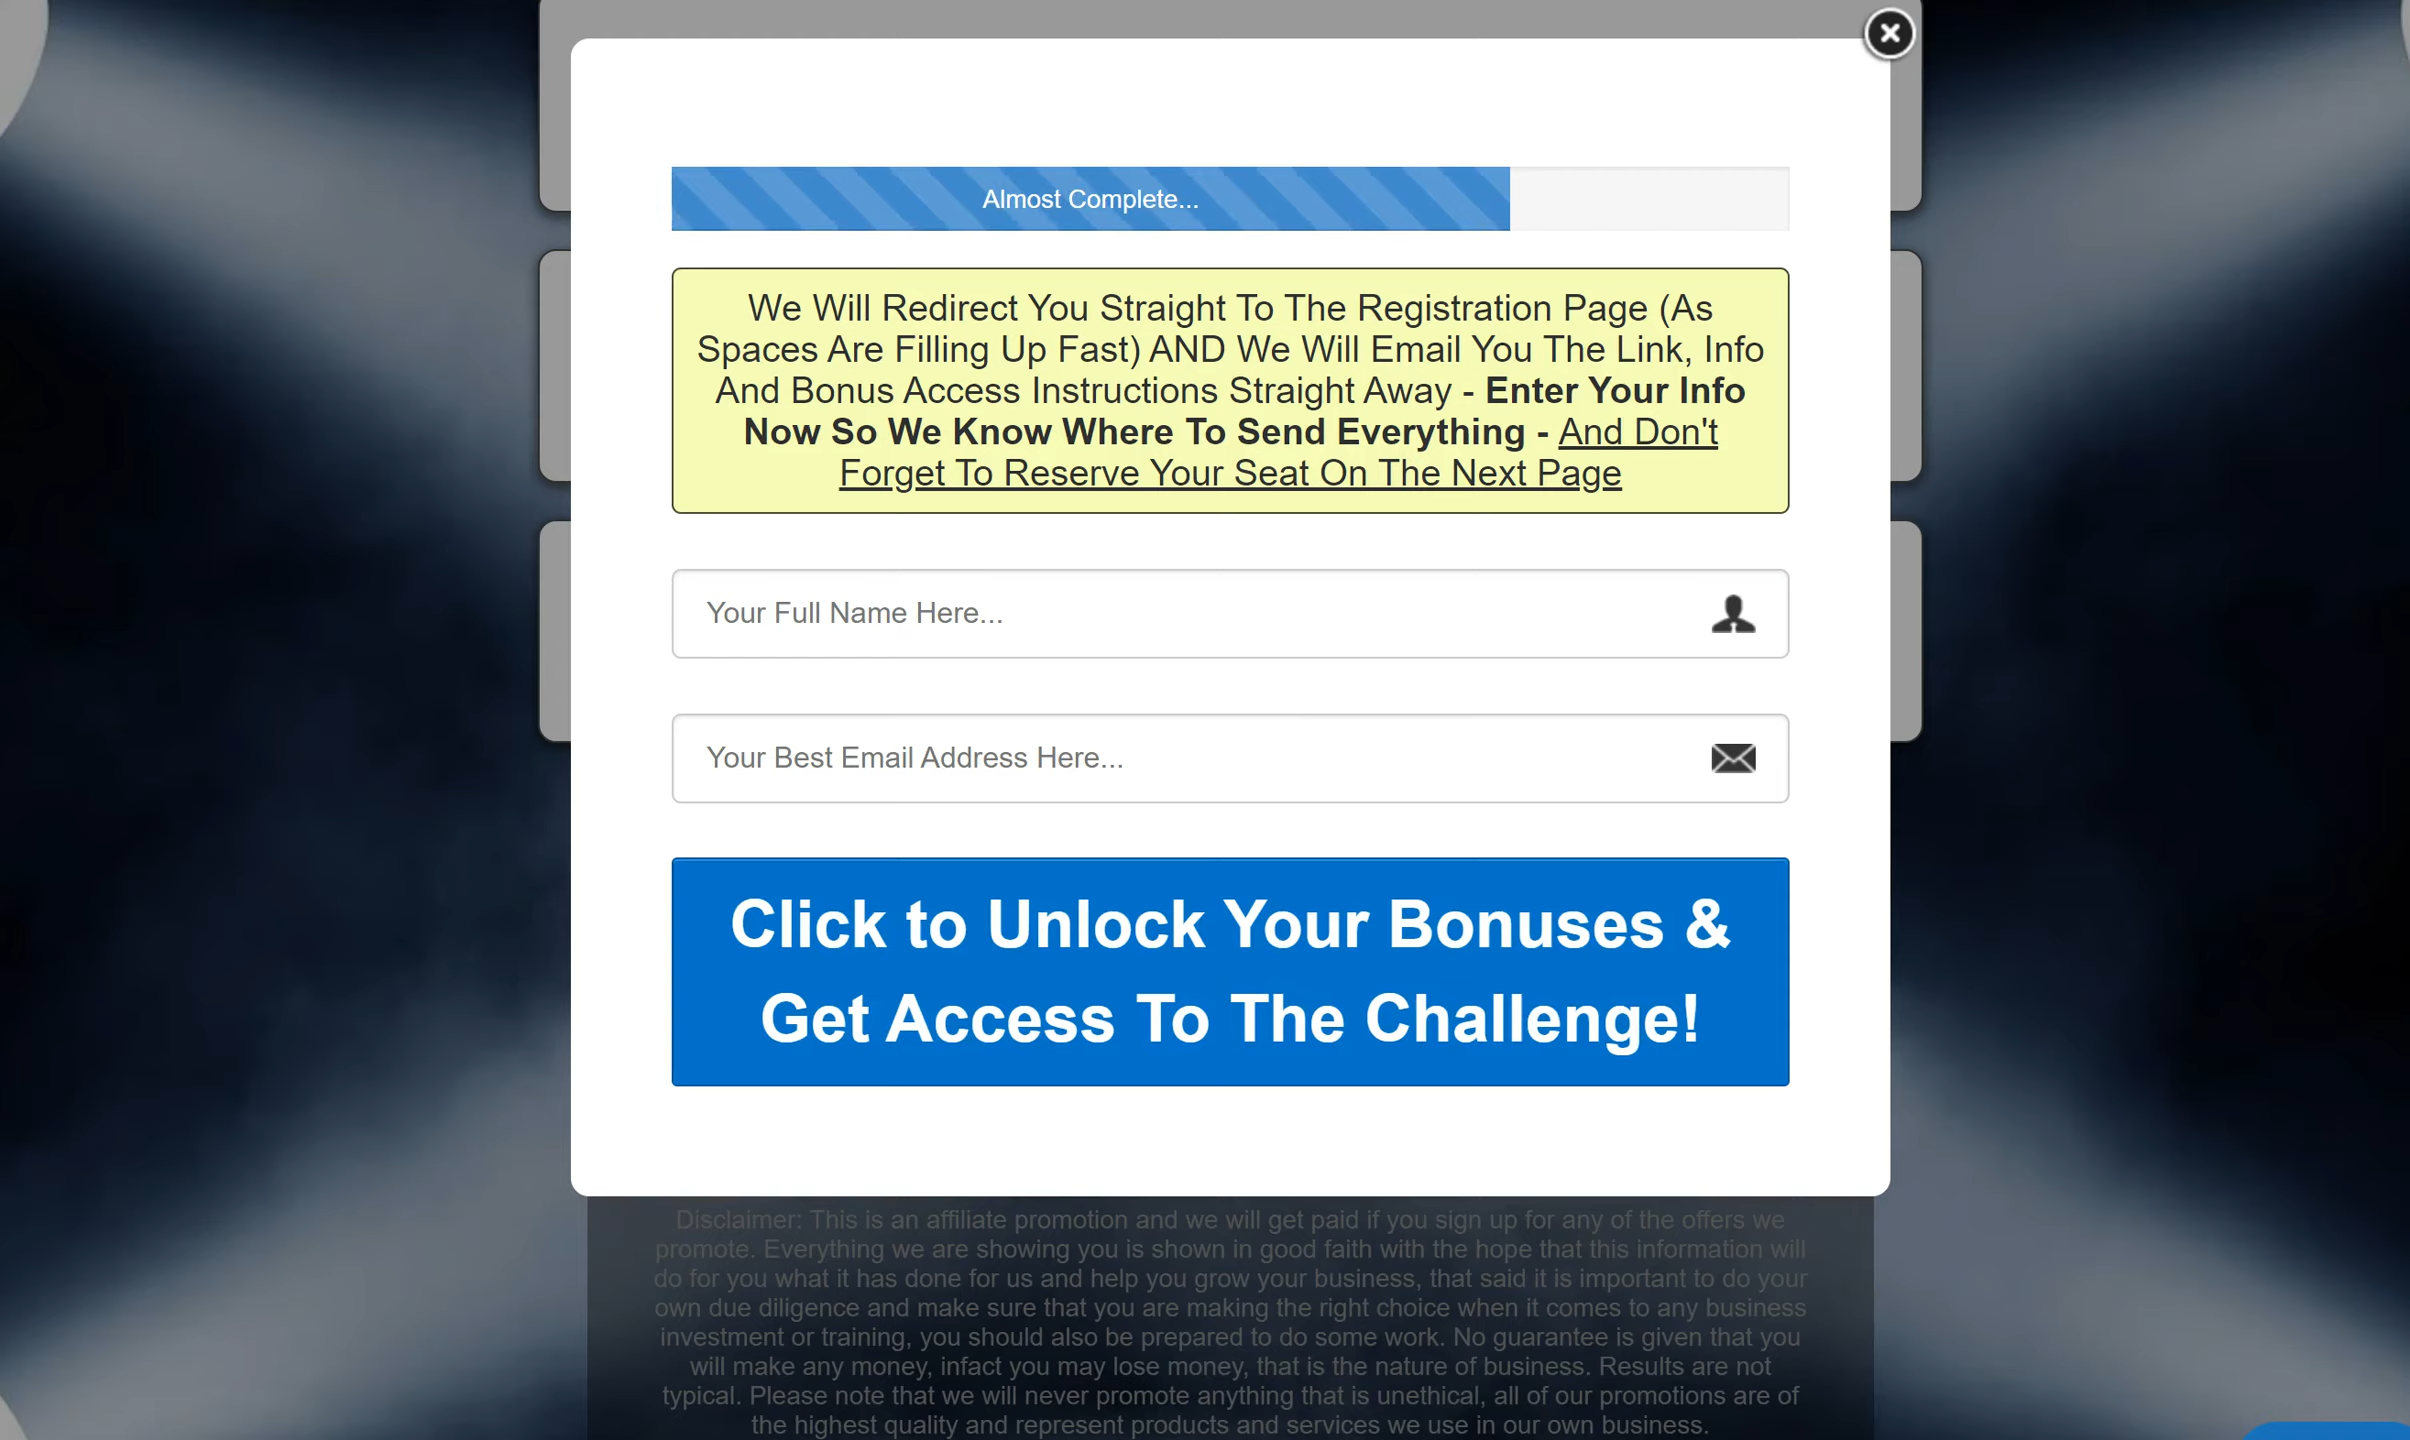 Almost Complete...
We Will Redirect You Straight To The Registration Page (As
Spaces Are Filling Up Fast) AND We Will Email You The Link, Info
And Bonus Access Instructions Straight Away - Enter Your Info
Now So We Know Where To Send Everything - And Don't
Forget To Reserve Your Seat On The Next Page
Your Full Name Here...
Your Best Email Address Here...
Click to Unlock Your Bonuses &
Get Access To The Challenge!
Disclaimer: This is an affiliate promotion and we will get paid if you sign up for any of the offers we
promote. Everything we are showing you is shown in good faith with the hope that this information will
do for you what it has done for us and help you grow your business, that said it is important to do your
own due diligence and make sure that you are making the right choice when it comes to any business
investment or training, you should also be prepared to do some work. No guarantee is given that you
will make any money, infact you may lose money, that is the nature of business. Results are not
typical. Please note that we will never promote anything that is unethical, all of our promotions are of
the highest quality and represent products and services we use in our own business.